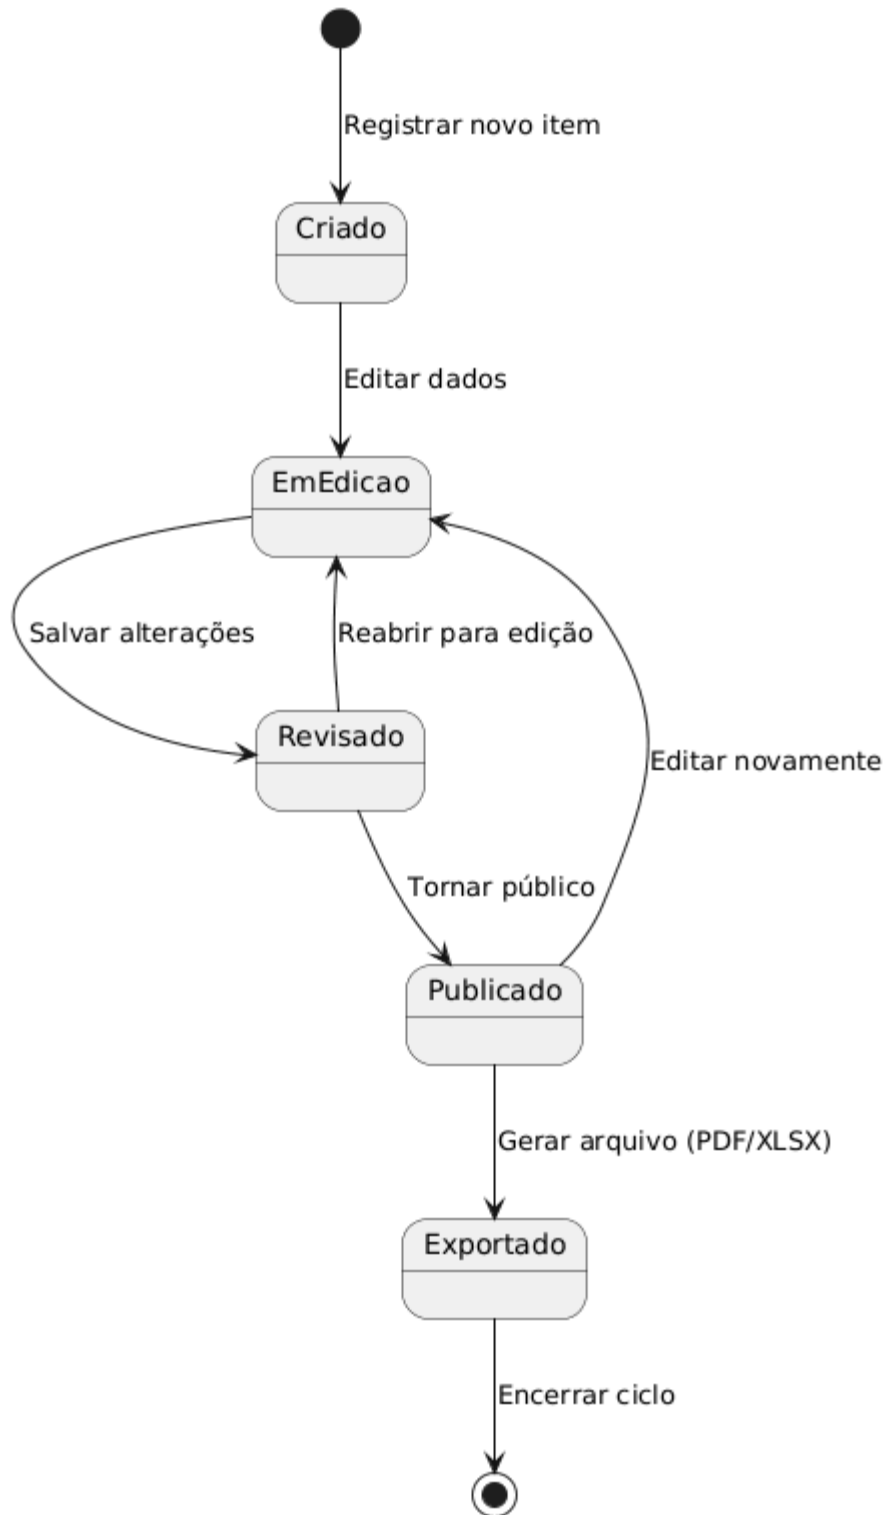 Registrar novo item
Criado
Editar dados
EmEdicao
Salvar alterações
Reabrir para edição
Revisado
Editar novamente
Tornar público
Publicado
Gerar arquivo (PDF/XLSX)
Exportado
Encerrar ciclo